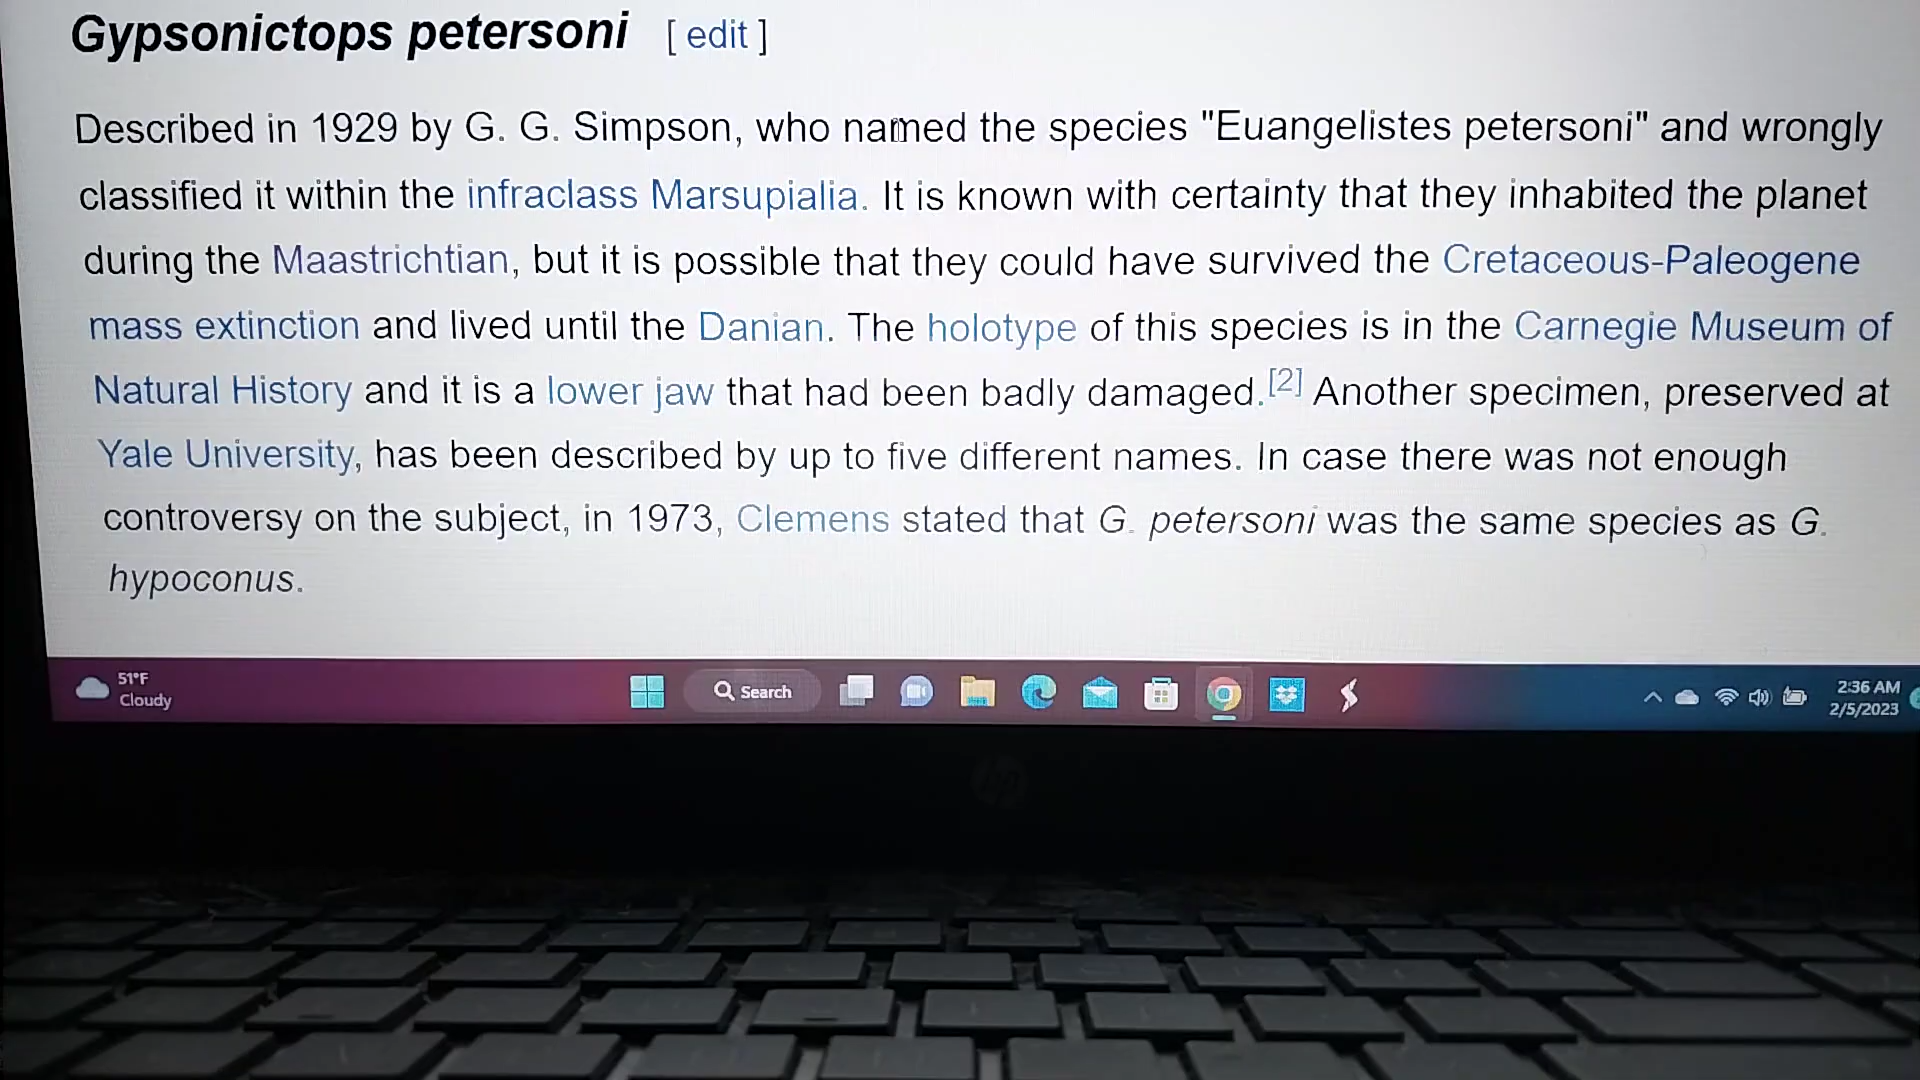 Gypsonictops petersoni [ edit ]
Described in 1929 by G. G. Simpson, who named the species "Euangelistes petersoni" and wrongly
classified it within the infraclass Marsupialia. It is known with certainty that they inhabited the planet
during the Maastrichtian, but it is possible that they could have survived the Cretaceous-Paleogene
mass extinction and lived until the Danian. The holotype of this species is in the Carnegie Museum of
Natural History and it is a lower jaw that had been badly damaged.[2] Another specimen, preserved at
Yale University, has been described by up to five different names. In case there was not enough
controversy on the subject, in 1973, Clemens stated that G. petersoni was the same species as G.
hypoconus.
51°F
Cloudy
Search
2:36 AM
2/5/2023
hp